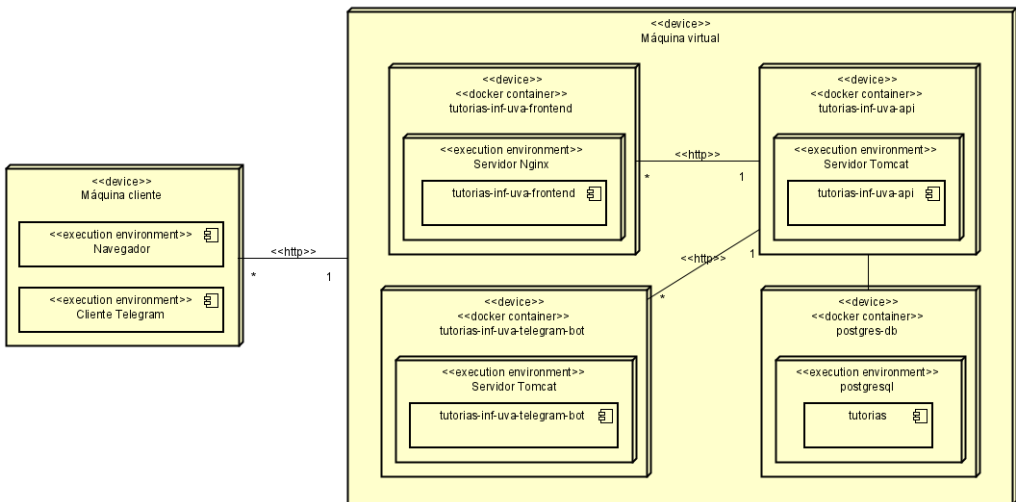 <<device>>
Máquina virtual
<<device>>
<<docker container>>
tutorias-inf-uva-frontend
<<execution environment>>
Servidor Nginx
tutorias-inf-uva-frontend
<<http>>
*
1
<<device>>
<<docker container>>
tutorias-inf-uva-api
<<execution environment>>
Servidor Tomcat
tutorias-inf-uva-api
<<device>>
Máquina cliente
<<execution environment>>
Navegador
<<execution environment>>
Cliente Telegram
<<http>>
*
1
<<http>>
1
*
<<device>>
<<docker container>>
tutorias-inf-uva-telegram-bot
<<execution environment>>
Servidor Tomcat
tutorias-inf-uva-telegram-bot
<<device>>
<<docker container>>
postgres-db
<<execution environment>>
postgresql
tutorias